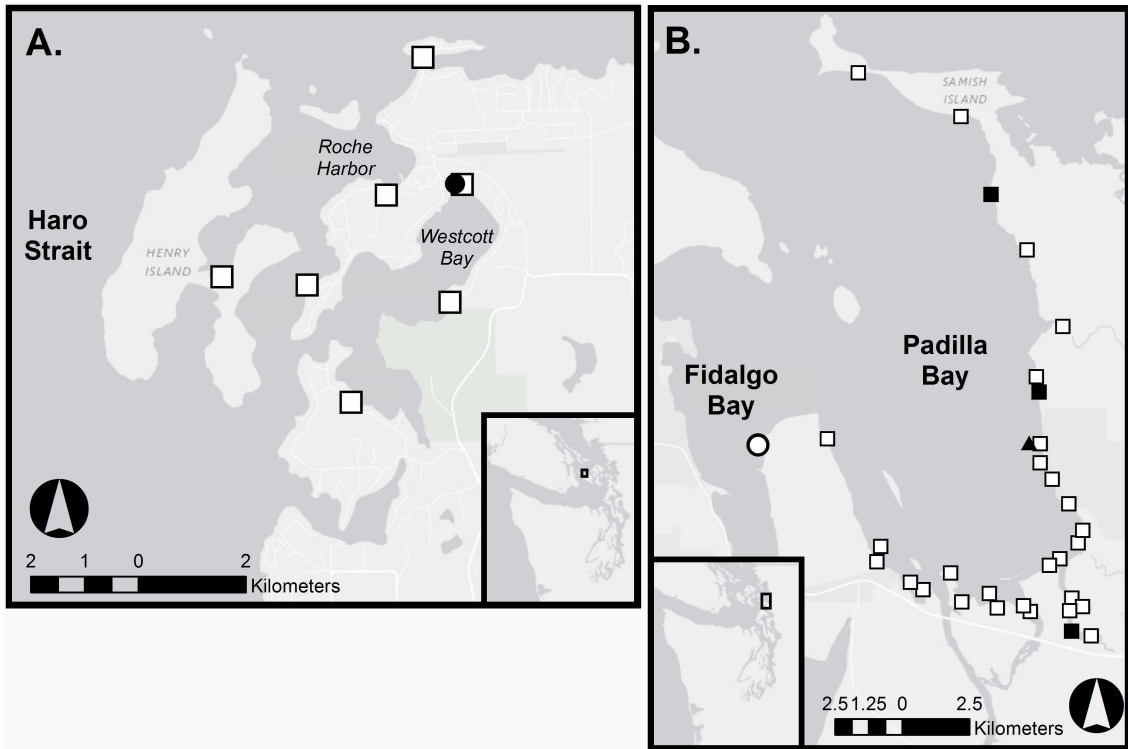 A.
Roche
Harbor
Haro
Strait
Westcott
Bay
HENRY
ISLAND
2 1 0 2
Kilometers
B.
SAMISH
ISLAND
Padilla
Bay
Fidalgo
Bay
2.5 1.25 0 2.5
Kilometers